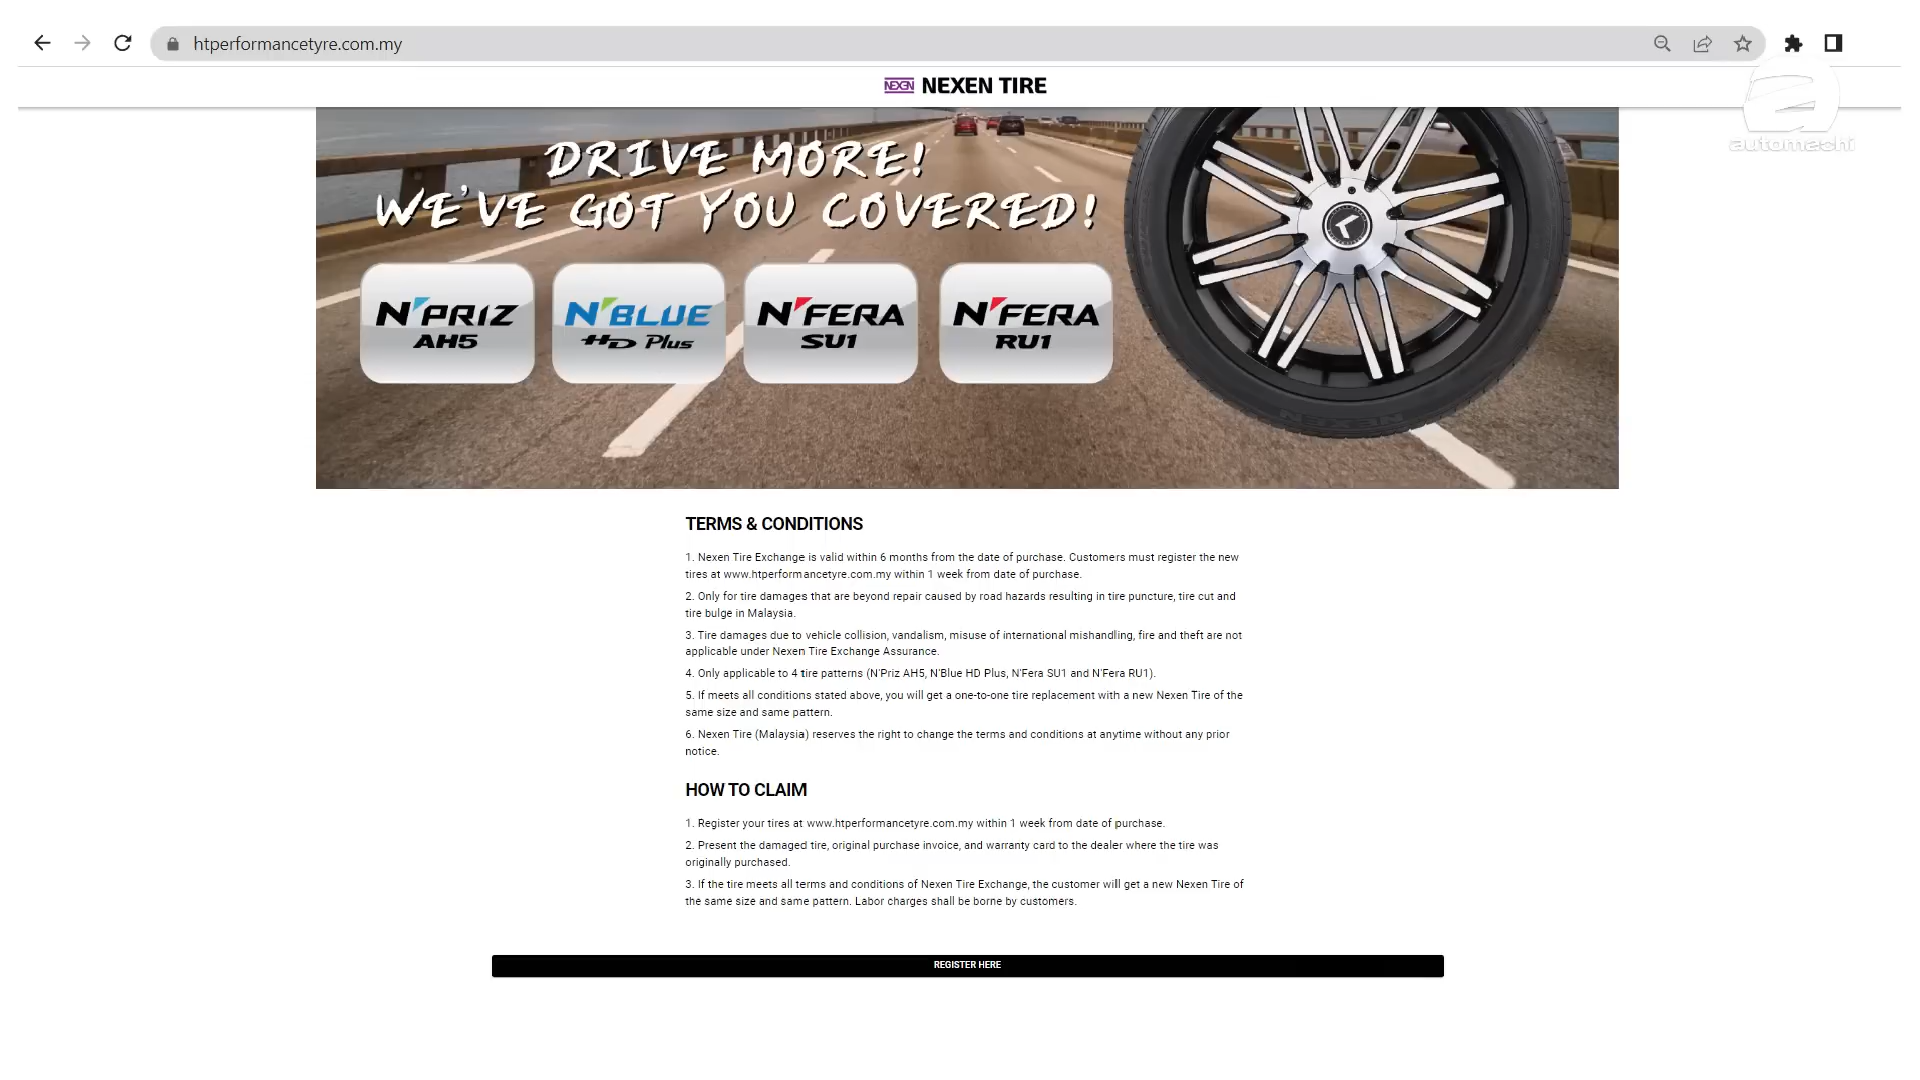 htperformancetyre.com.my
NEXEN NEXEN TIRE
automachi
DRIVE MORE!
WE'VE GOT YOU COVERED!
N'PRIZ
AH5
N'BLUE
HD Plus
N'FERA
SU1
N'FERA
RU1
NEXEN
TERMS & CONDITIONS
1. Nexen Tire Exchange is valid within 6 months from the date of purchase. Customers must register the new
tires at www.htperformancetyre.com.my within 1 week from date of purchase.
2. Only for tire damages that are beyond repair caused by road hazards resulting in tire puncture, tire cut and
tire bulge in Malaysia.
3. Tire damages due to vehicle collision, vandalism, misuse of international mishandling, fire and theft are not
applicable under Nexen Tire Exchange Assurance.
4. Only applicable to 4 tire patterns (N'Priz AH5, N'Blue HD Plus, N'Fera SU1 and N'Fera RU1).
5. If meets all conditions stated above, you will get a one-to-one tire replacement with a new Nexen Tire of the
same size and same pattern.
6. Nexen Tire (Malaysia) reserves the right to change the terms and conditions at anytime without any prior
notice.
HOW TO CLAIM
1. Register your tires at www.htperformancetyre.com.my within 1 week from date of purchase.
2. Present the damaged tire, original purchase invoice, and warranty card to the dealer where the tire was
originally purchased.
3. If the tire meets all terms and conditions of Nexen Tire Exchange, the customer will get a new Nexen Tire of
the same size and same pattern. Labor charges shall be borne by customers.
REGISTER HERE